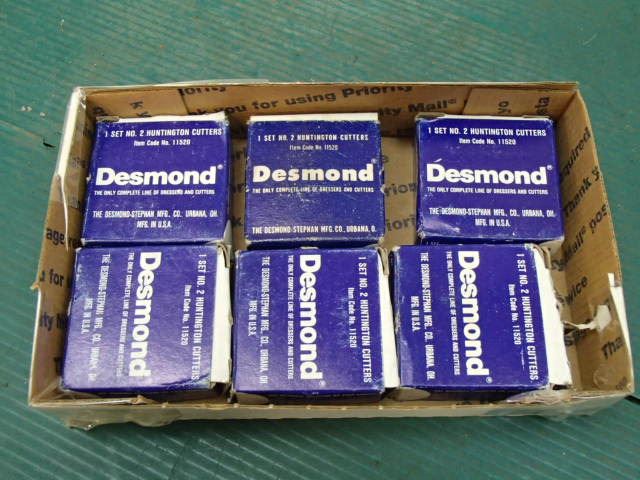 Priority
k you for using Priority
ority Mail®
1 SET NO. 2 HUNTINGTON CUTTERS
Item Code No. 11520
Desmond®
THE ONLY COMPLETE LINE OF DRESSERS AND CUTTERS
THE DESMOND-STEPHAN MFG. CO. URBANA, OH.
MFG. IN U.S.A.
1 SET NO. 2 HUNTINGTON-CUTTERS
Item Code No. 11520
Desmond®
THE ONLY COMPLETE LINE OF DRESSERS AND CUTTERS
THE DESMOND-STEPHAN MFG. CO., URBANA, O.
1 SET NO. 2 HUNTINGTON CUTTERS
Item Code No. 11520
Desmond®
THE ONLY COMPLETE LINE OF DRESSERS AND CUTTERS
THE DESMOND-STEPHAN MFG. CO. URBANA, OH.
MFG. IN U.S.A.
1 SET NO. 2 HUNTINGTON CUTTERS
Item Code No. 11520
Desmond®
THE ONLY COMPLETE LINE OF DRESSERS AND CUTTERS
THE DESMOND-STEPHAN MFG. CO. URBANA, OH.
MFG. IN U.S.A.
1 SET NO. 2 HUNTINGTON CUTTERS
Item Code No. 11520
Desmond®
THE ONLY COMPLETE LINE OF DRESSERS AND CUTTERS
THE DESMOND-STEPHAN MFG. CO. URBANA, OH.
MFG. IN U.S.A.
1 SET NO. 2 HUNTINGTON CUTTERS
Item Code No. 11520
Desmond®
THE ONLY COMPLETE LINE OF DRESSERS AND CUTTERS
THE DESMOND-STEPHAN MFG. CO. URBANA, OH.
MFG. IN U.S.A.
Thank
Mail®